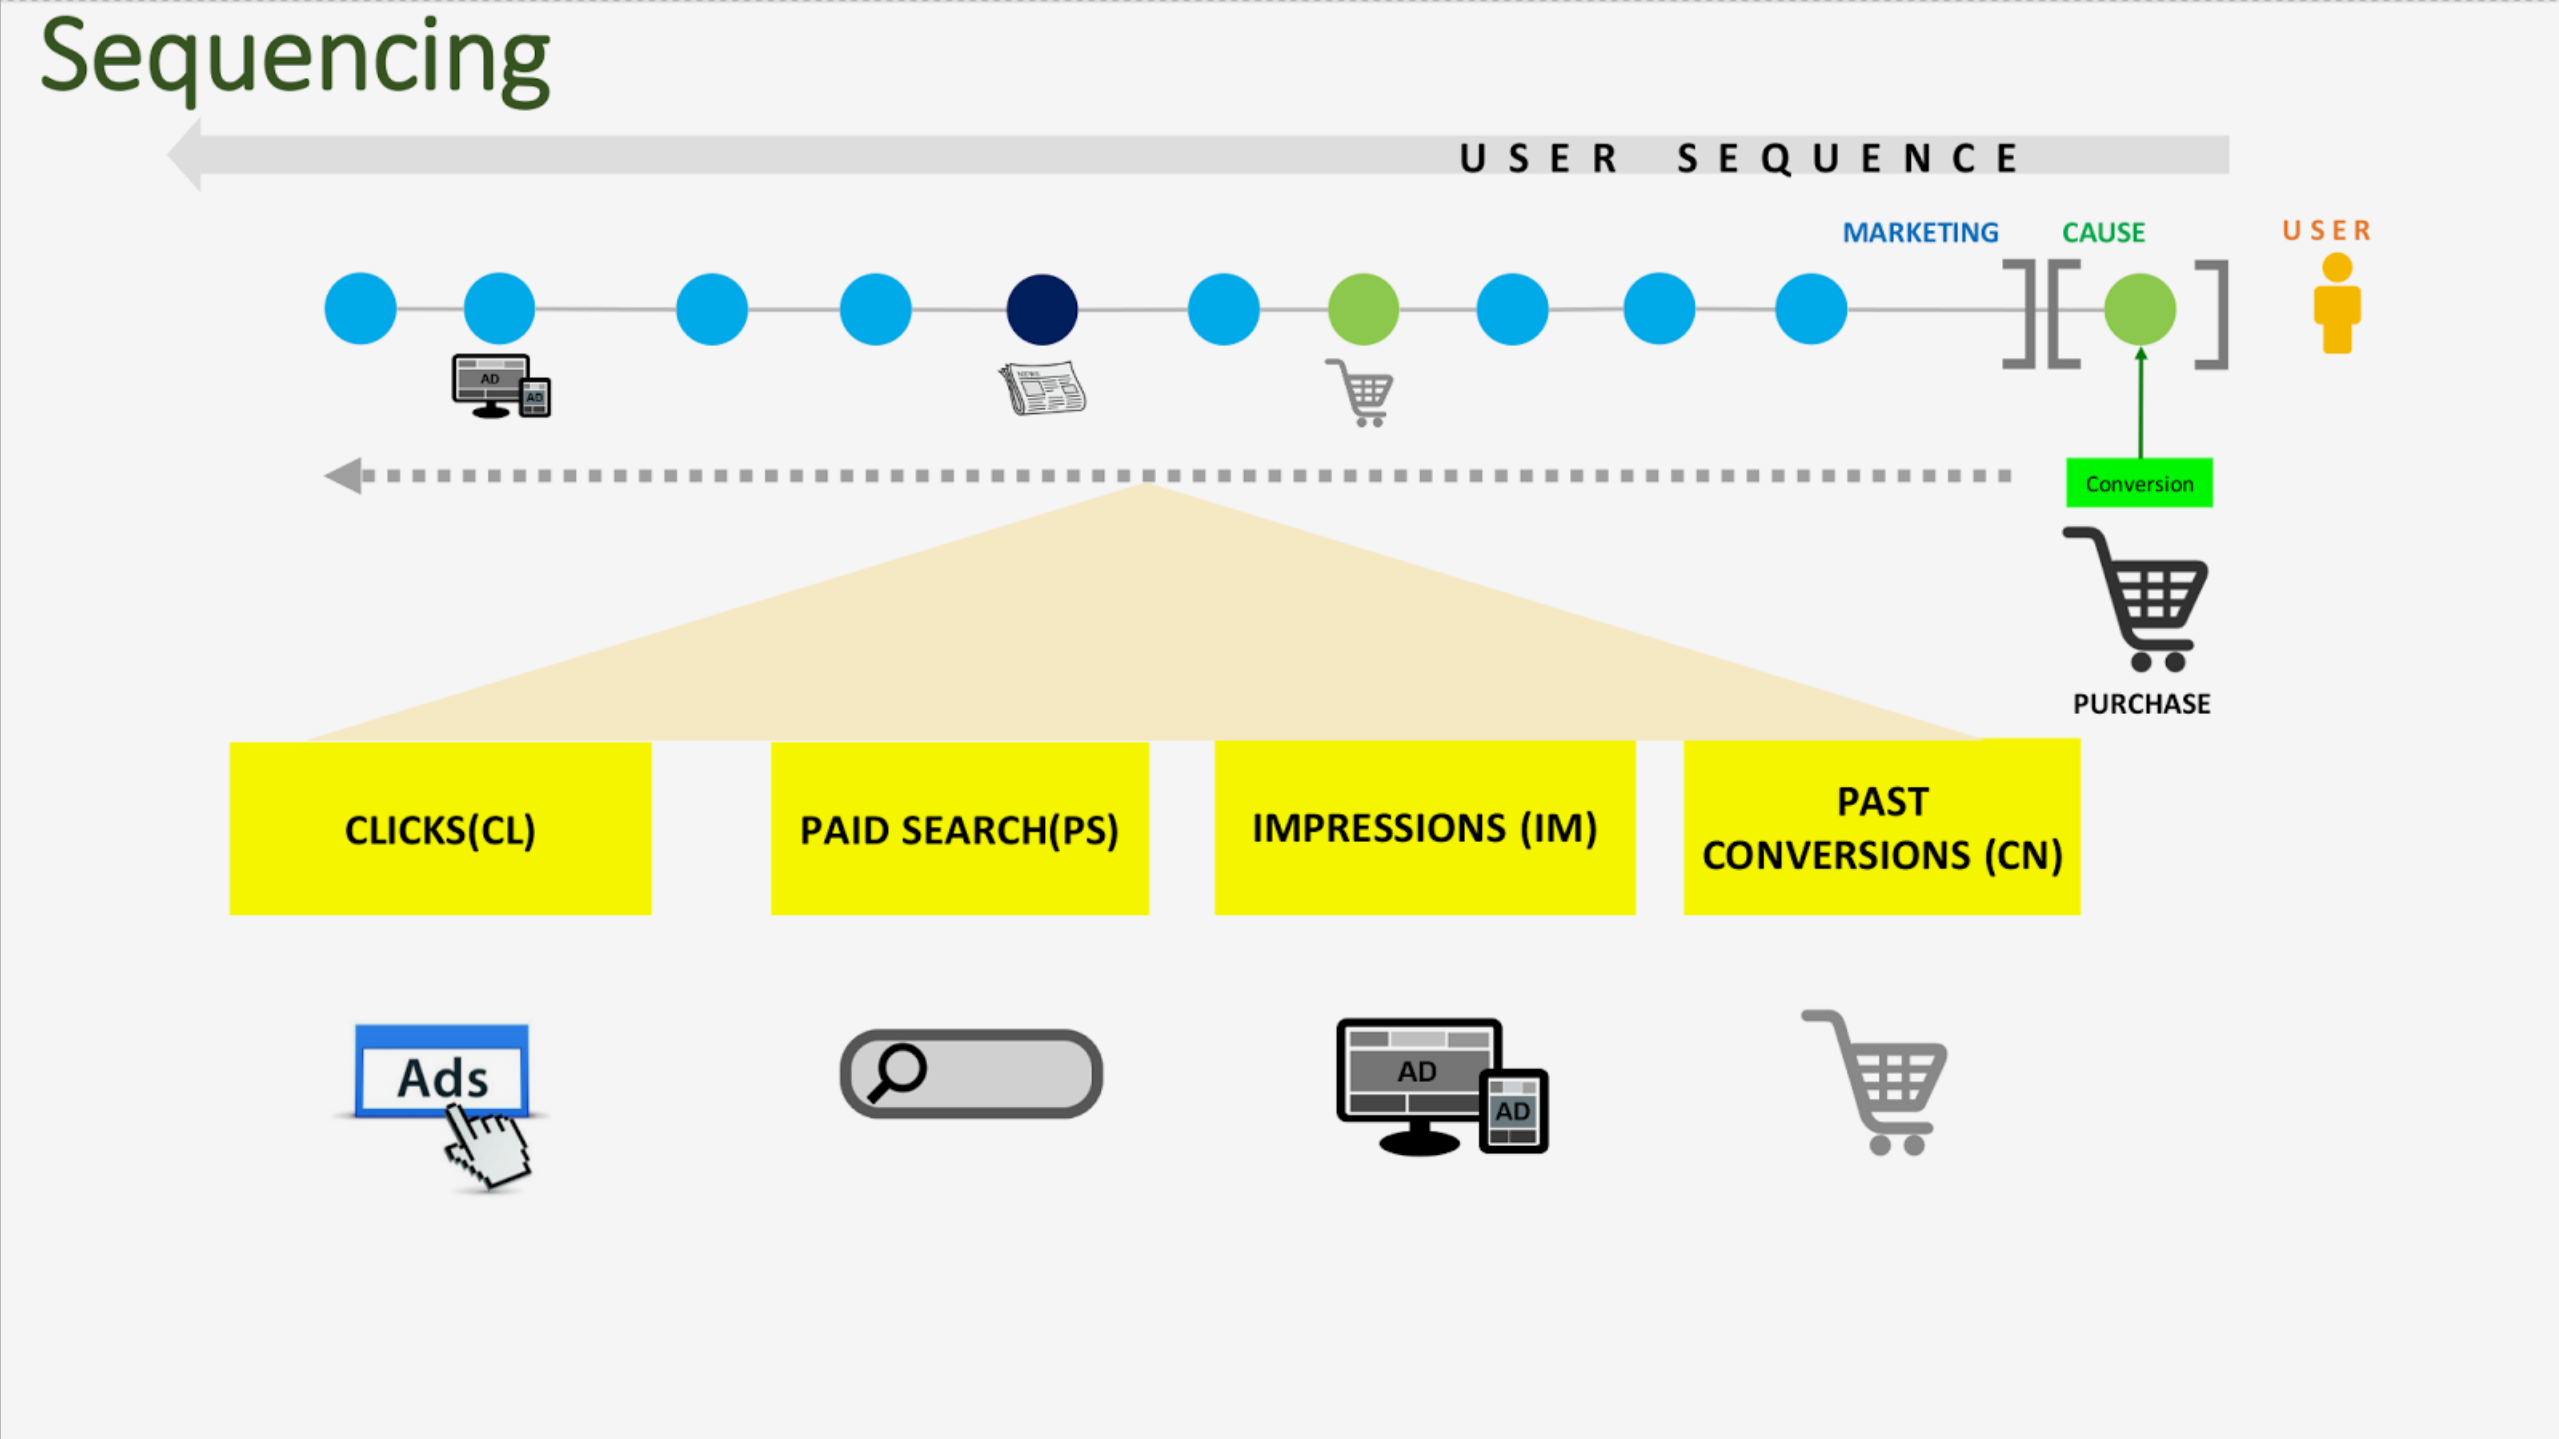 Sequencing
USER SEQUENCE
MARKETING
CAUSE
USER
AD
AD
NEWS
Conversion
PURCHASE
CLICKS(CL)
PAID SEARCH(PS)
IMPRESSIONS (IM)
PAST
CONVERSIONS (CN)
Ads
AD
AD